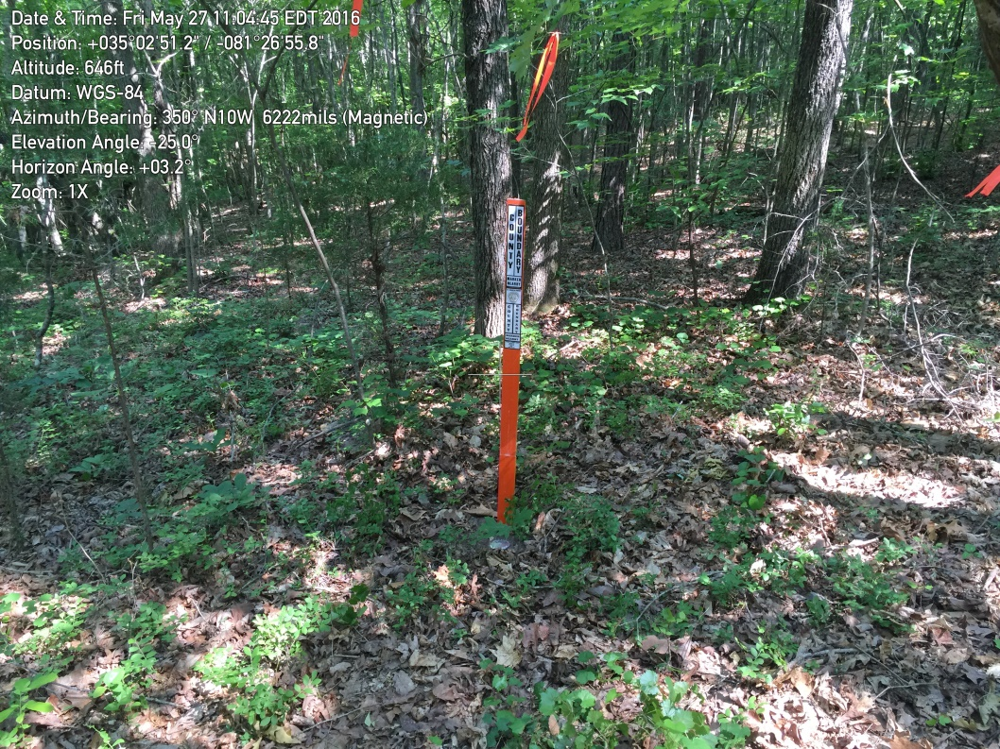 Date & Time: Fri May 27 11:04:45 EDT 2016
Position: +035°02'51.2" / -081°26'55.8"
Altitude: 646ft
Datum: WGS-84
Azimuth/Bearing: 350° N10W 6222mils (Magnetic)
Elevation Angle: -25.0°
Horizon Angle: +03.2°
Zoom: 1X
COUNTY
BOUNDARY
MARKER